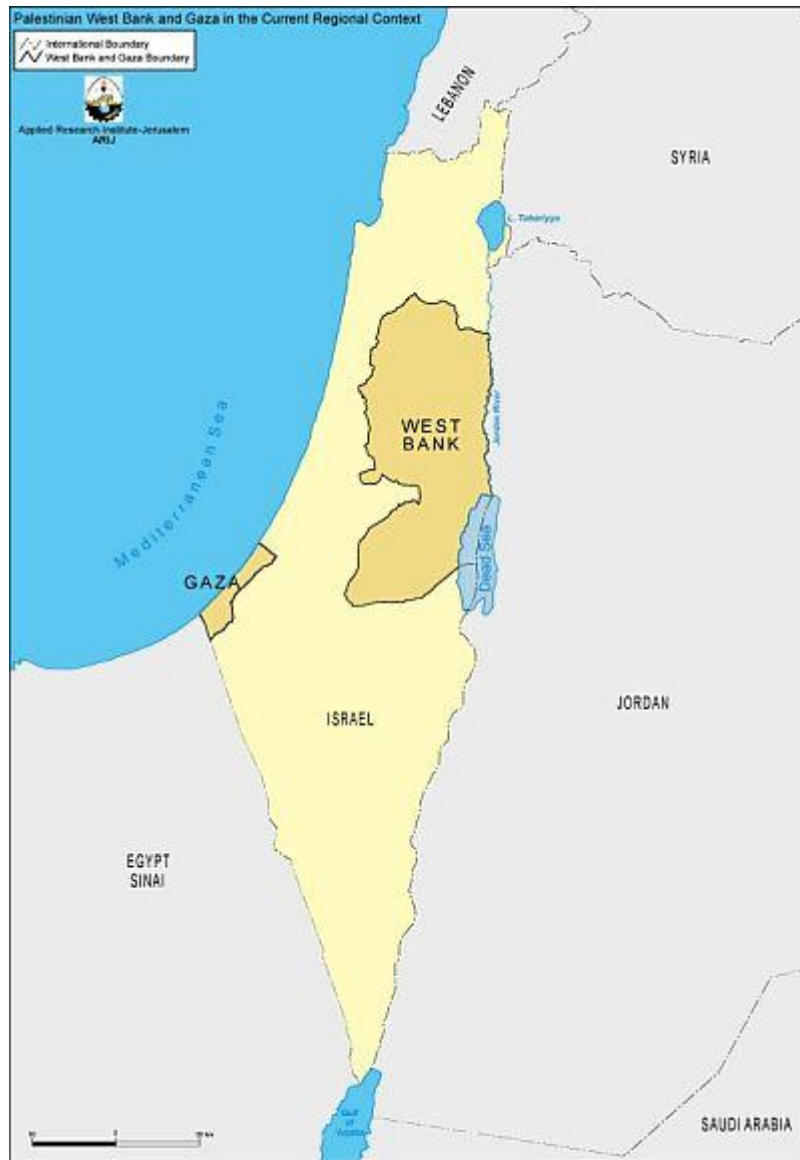 Palestinian West Bank and Gaza in the Current Regional Context
International Boundary
West Bank and Gaza Boundary
Applied Research Institute-Jerusalem
ARIJ
LEBANON
SYRIA
L. Tabariyya
WEST
BANK
Jordan River
Mediterranean Sea
Dead Sea
GAZA
ISRAEL
JORDAN
EGYPT
SINAI
Gulf
of
SAUDI ARABIA